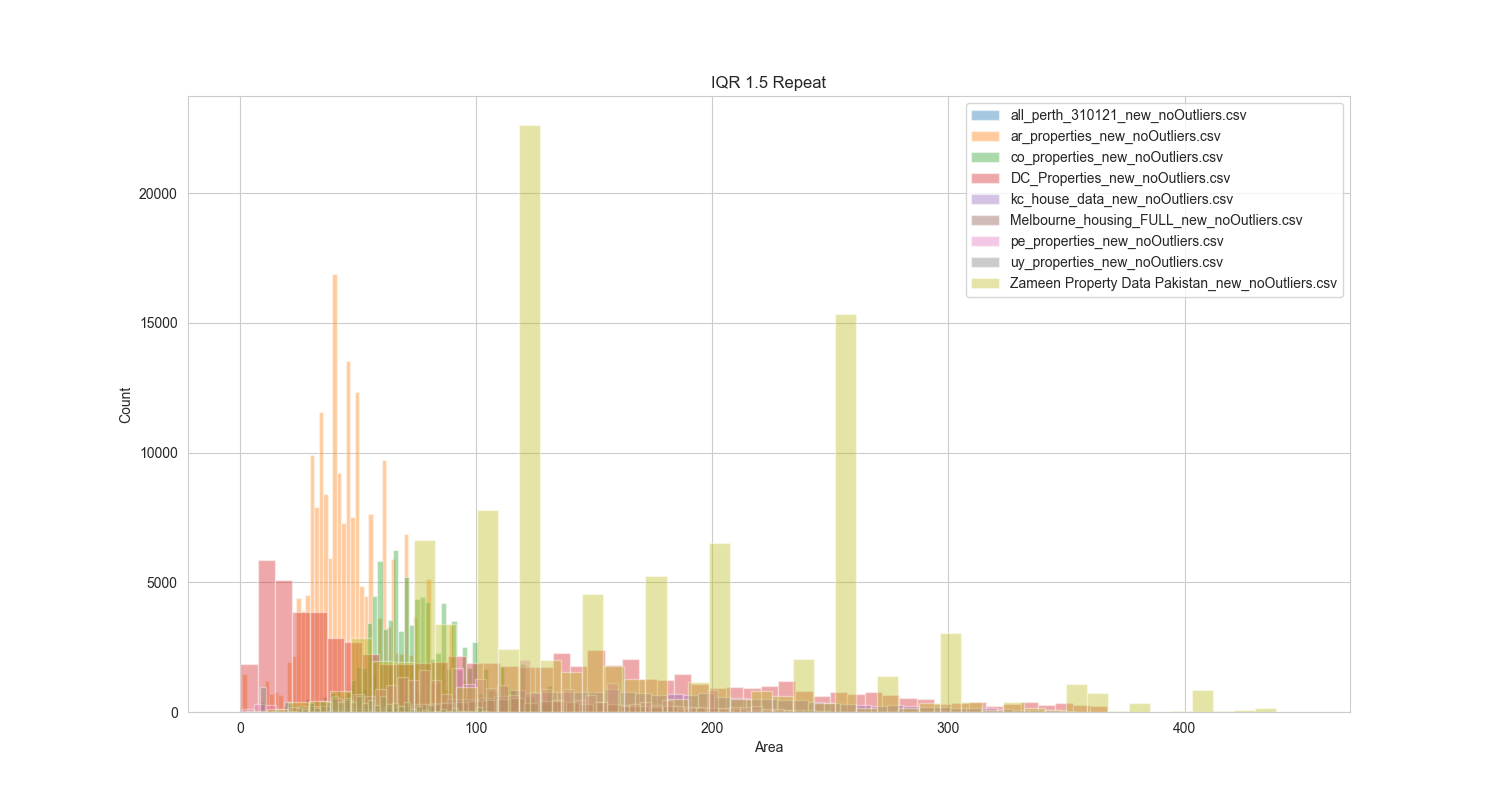 IQR 1.5 Repeat
all_perth_310121_new_noOutliers.csv
ar_properties_new_noOutliers.csv
co_properties_new_noOutliers.csv
DC_Properties_new_noOutliers.csv
kc_house_data_new_noOutliers.csv
Melbourne_housing_FULL_new_noOutliers.csv
pe_properties_new_noOutliers.csv
uy_properties_new_noOutliers.csv
Zameen Property Data Pakistan_new_noOutliers.csv
20000
15000
10000
5000
0
Count
0 100 200 300 400
Area